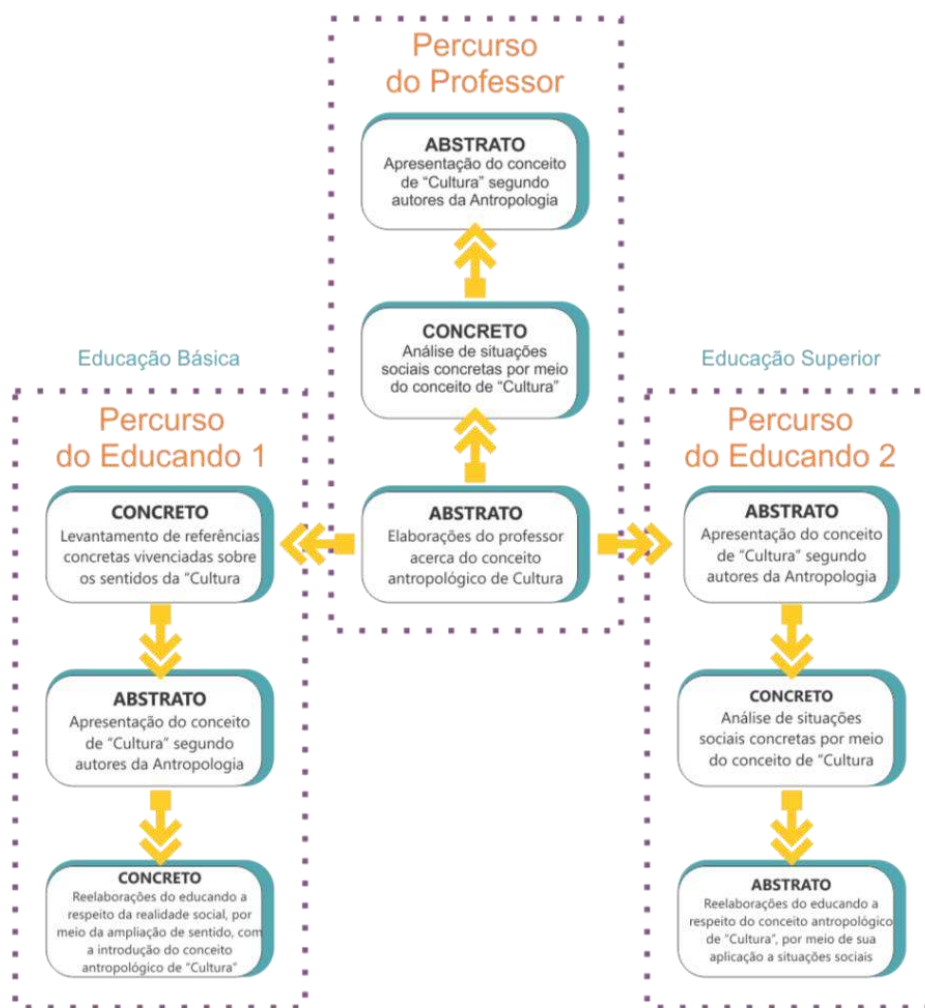 Percurso
do Professor
ABSTRATO
Apresentação do conceito
de “Cultura” segundo
autores da Antropologia
CONCRETO
Análise de situações
sociais concretas por meio
do conceito de “Cultura”
ABSTRATO
Elaborações do professor
acerca do conceito
antropológico de Cultura
Educação Básica
Percurso
do Educando 1
CONCRETO
Levantamento de referências
concretas vivenciadas sobre
os sentidos da “Cultura
ABSTRATO
Apresentação do conceito
de “Cultura” segundo
autores da Antropologia
CONCRETO
Reelaborações do educando a
respeito da realidade social, por
meio da ampliação de sentido, com
a introdução do conceito
antropológico de “Cultura”
Educação Superior
Percurso
do Educando 2
ABSTRATO
Apresentação do conceito
de “Cultura” segundo
autores da Antropologia
CONCRETO
Análise de situações
sociais concretas por meio
do conceito de “Cultura
ABSTRATO
Reelaborações do educando a
respeito do conceito antropológico
de “Cultura”, por meio de sua
aplicação a situações sociais